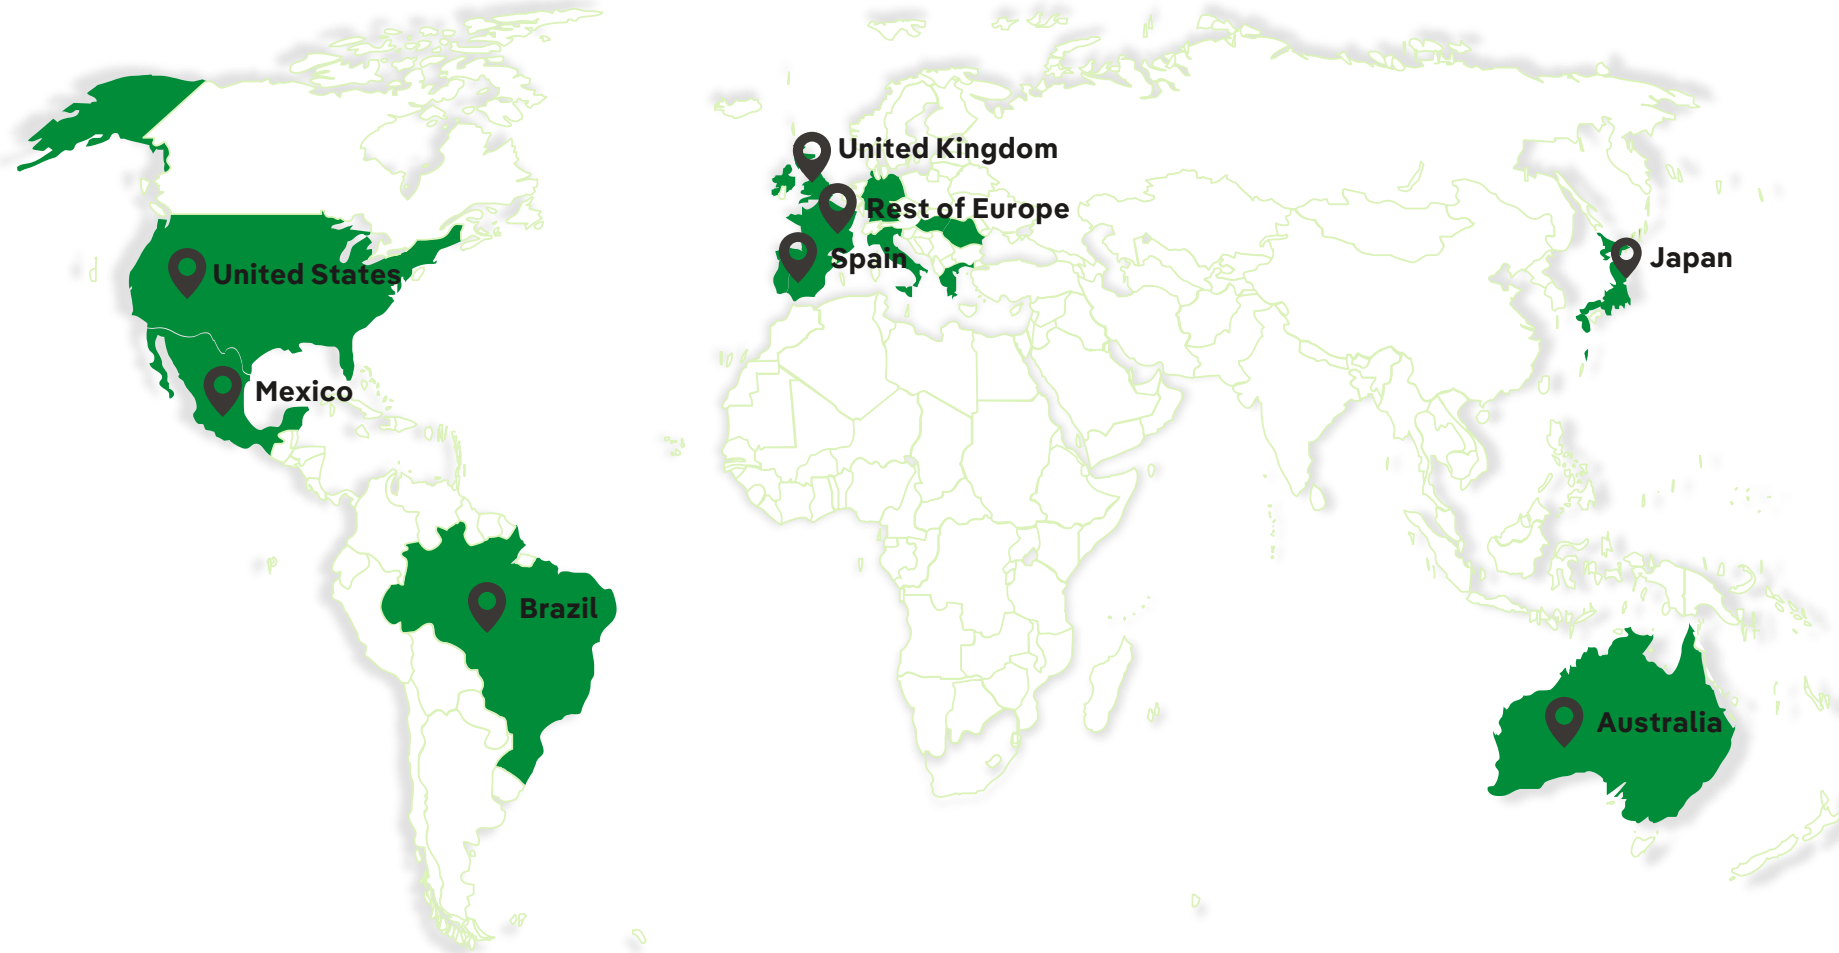 United Kingdom
Rest of Europe
Spain
Japan
United States
Mexico
Brazil
Australia